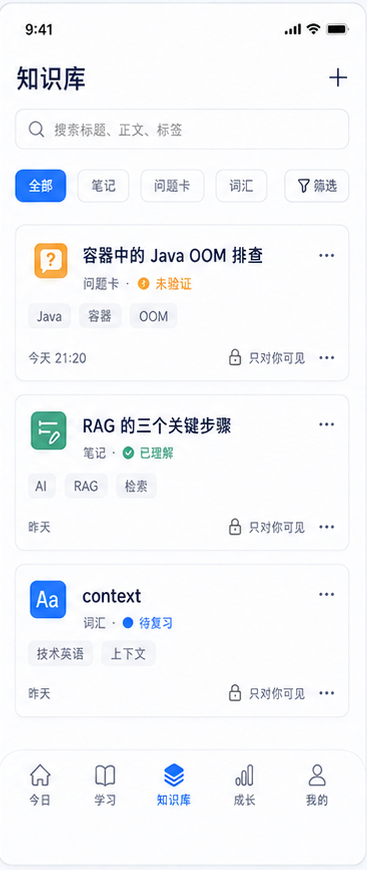 9:41
知识库
搜索标题、正文、标签
全部 笔记 问题卡 词汇 筛选
?
容器中的 Java OOM 排查
问题卡 · 未验证
Java 容器 OOM
今天 21:20 只对你可见
RAG 的三个关键步骤
笔记 · 已理解
AI RAG 检索
昨天 只对你可见
Aa
context
词汇 · 待复习
技术英语 上下文
昨天 只对你可见
今日 学习 知识库 成长 我的